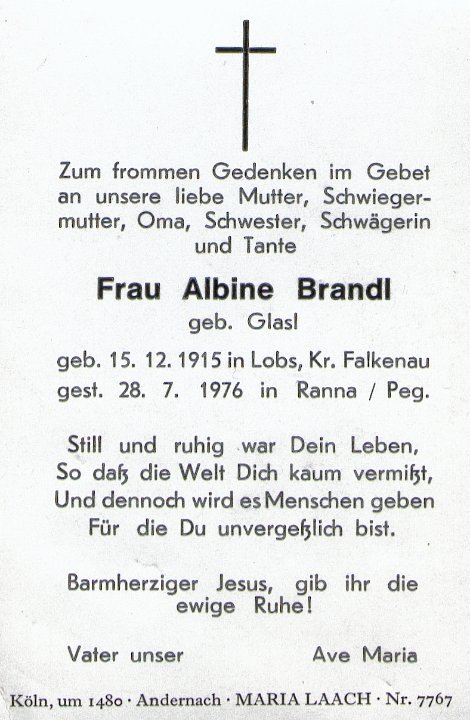 Zum frommen Gedenken im Gebet
an unsere liebe Mutter, Schwieger-
mutter, Oma, Schwester, Schwägerin
und Tante
Frau Albine Brandl
geb. Glasl
geb. 15. 12. 1915 in Lobs, Kr. Falkenau
gest. 28. 7. 1976 in Ranna / Peg.
Still und ruhig war Dein Leben,
So daß die Welt Dich kaum vermißt,
Und dennoch wird es Menschen geben
Für die Du unvergeßlich bist.
Barmherziger Jesus, gib ihr die
ewige Ruhe!
Vater unser Ave Maria
Köln, um 1480 · Andernach · MARIA LAACH · Nr. 7767